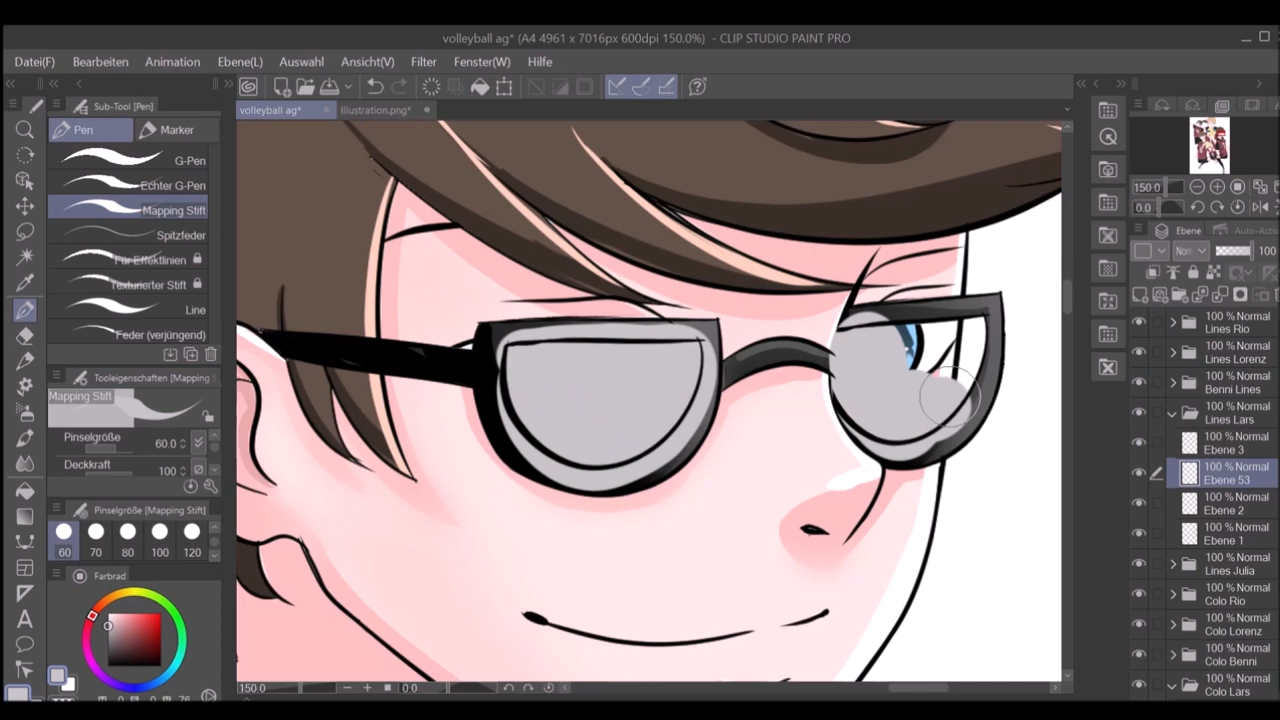 volleyball ag* (A4 4961 x 7016px 600dpi 150.0%) - CLIP STUDIO PAINT PRO
Datei(F) Bearbeiten Animation Ebene(L) Auswahl Ansicht(V) Filter Fenster(W) Hilfe
Sub-Tool [Pen]
volleyball ag* Illustration.png*
Pen Marker
G-Pen
Echter G-Pen
Mapping Stift
Spitzfeder
Für Effektlinien
Texturierter Stift
Line
Feder (verjüngend)
Tooleigenschaften [Mapping S
Mapping Stift
Pinselgröße 60.0
Deckkraft 100
Pinselgröße [Mapping Stift]
60 70 80 100 120
Farbrad
150.0
0.0
Ebene Auto-Actio
100
100 % Normal
Lines Rio
100 % Normal
Lines Lorenz
100 % Normal
Benni Lines
100 % Normal
Lines Lars
100 % Normal
Ebene 3
100 % Normal
Ebene 53
100 % Normal
Ebene 2
100 % Normal
Ebene 1
100 % Normal
Lines Julia
100 % Normal
Colo Rio
100 % Normal
Colo Lorenz
100 % Normal
Colo Benni
100 % Normal
Colo Lars
150.0 0.0